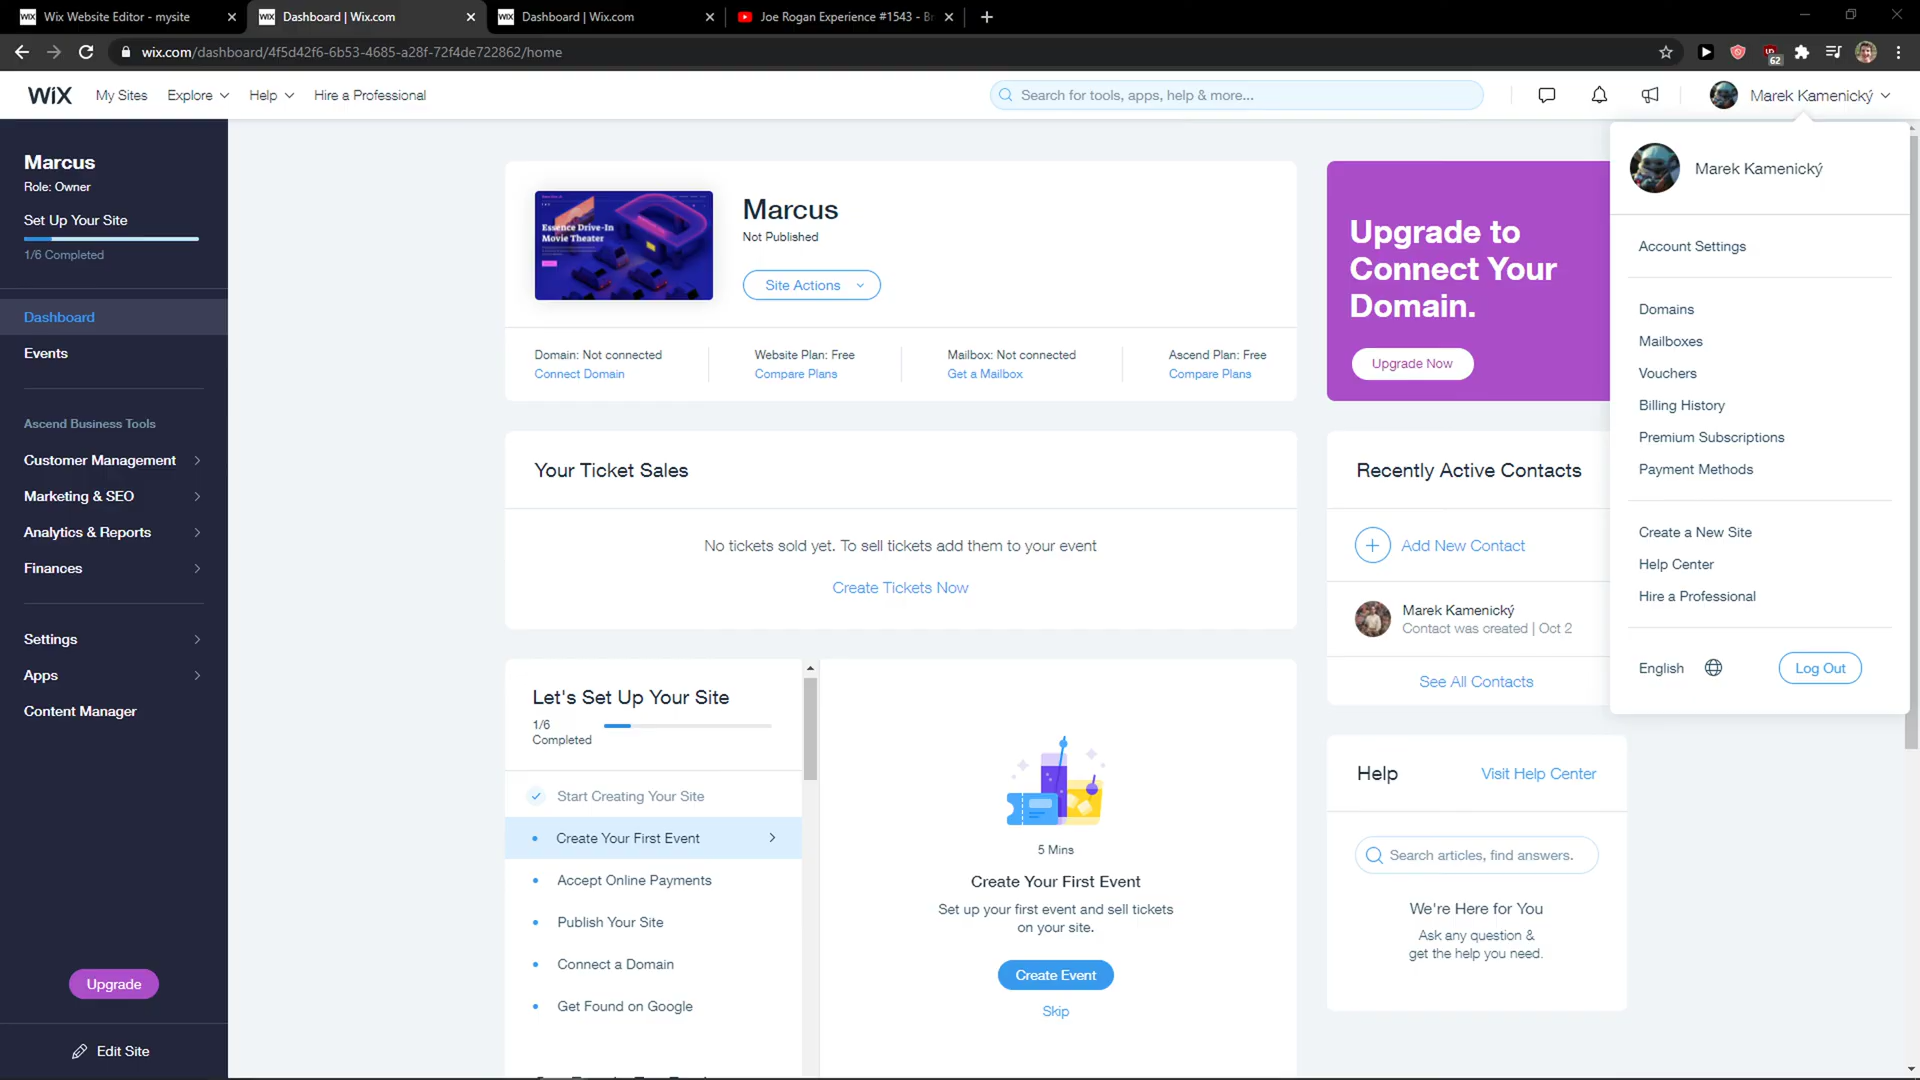 WIX Wix Website Editor - mysite
WIX Dashboard | Wix.com
WIX Dashboard | Wix.com
Joe Rogan Experience #1543 - Br
wix.com/dashboard/4f5d42f6-6b53-4685-a28f-72f4de722862/home
62
WiX My Sites Explore Help Hire a Professional
Search for tools, apps, help & more...
Marek Kamenický
Marcus
Role: Owner
Set Up Your Site
1/6 Completed
Dashboard
Events
Ascend Business Tools
Customer Management
Marketing & SEO
Analytics & Reports
Finances
Settings
Apps
Content Manager
Upgrade
Edit Site
Essence Drive-In
Movie Theater
Marcus
Not Published
Site Actions
Domain: Not connected
Connect Domain
Website Plan: Free
Compare Plans
Mailbox: Not connected
Get a Mailbox
Ascend Plan: Free
Compare Plans
Upgrade to
Connect Your
Domain.
Upgrade Now
Your Ticket Sales
No tickets sold yet. To sell tickets add them to your event
Create Tickets Now
Recently Active Contacts
Add New Contact
Marek Kamenický
Contact was created | Oct 2
See All Contacts
Let's Set Up Your Site
1/6
Completed
Start Creating Your Site
Create Your First Event
Accept Online Payments
Publish Your Site
Connect a Domain
Get Found on Google
5 Mins
Create Your First Event
Set up your first event and sell tickets
on your site.
Create Event
Skip
Help
Visit Help Center
Search articles, find answers.
We're Here for You
Ask any question &
get the help you need.
Marek Kamenický
Account Settings
Domains
Mailboxes
Vouchers
Billing History
Premium Subscriptions
Payment Methods
Create a New Site
Help Center
Hire a Professional
English
Log Out